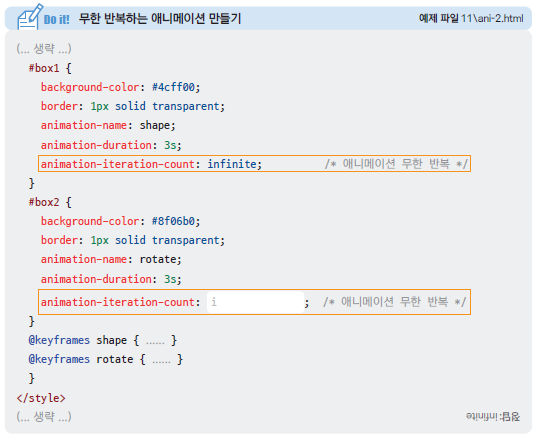 Do it! 무한 반복하는 애니메이션 만들기 예제 파일 11\ani-2.html
(... 생략 ...)
#box1 {
background-color: #4cff00;
border: 1px solid transparent;
animation-name: shape;
animation-duration: 3s;
animation-iteration-count: infinite; /* 애니메이션 무한 반복 */
}
#box2 {
background-color: #8f06b0;
border: 1px solid transparent;
animation-name: rotate;
animation-duration: 3s;
animation-iteration-count: i ; /* 애니메이션 무한 반복 */
}
@keyframes shape { ...... }
@keyframes rotate { ...... }
}
</style>
(... 생략 ...) 정답: infinite